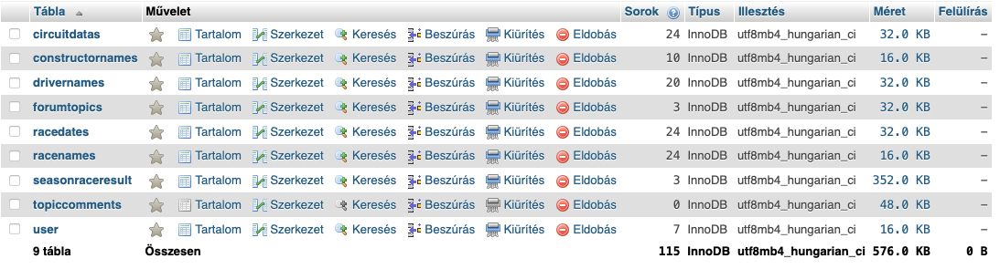 Tábla Művelet Sorok Típus Illesztés Méret Felülírás
circuitdatas Tartalom Szerkezet Keresés Beszúrás Kiürítés Eldobás 24 InnoDB utf8mb4_hungarian_ci 32.0 KB –
constructornames Tartalom Szerkezet Keresés Beszúrás Kiürítés Eldobás 10 InnoDB utf8mb4_hungarian_ci 16.0 KB –
drivernames Tartalom Szerkezet Keresés Beszúrás Kiürítés Eldobás 20 InnoDB utf8mb4_hungarian_ci 32.0 KB –
forumtopics Tartalom Szerkezet Keresés Beszúrás Kiürítés Eldobás 3 InnoDB utf8mb4_hungarian_ci 32.0 KB –
racedates Tartalom Szerkezet Keresés Beszúrás Kiürítés Eldobás 24 InnoDB utf8mb4_hungarian_ci 32.0 KB –
racenames Tartalom Szerkezet Keresés Beszúrás Kiürítés Eldobás 24 InnoDB utf8mb4_hungarian_ci 16.0 KB –
seasonraceresult Tartalom Szerkezet Keresés Beszúrás Kiürítés Eldobás 3 InnoDB utf8mb4_hungarian_ci 352.0 KB –
topiccomments Tartalom Szerkezet Keresés Beszúrás Kiürítés Eldobás 0 InnoDB utf8mb4_hungarian_ci 48.0 KB –
user Tartalom Szerkezet Keresés Beszúrás Kiürítés Eldobás 7 InnoDB utf8mb4_hungarian_ci 16.0 KB –
9 tábla Összesen 115 InnoDB utf8mb4_hungarian_ci 576.0 KB 0 B